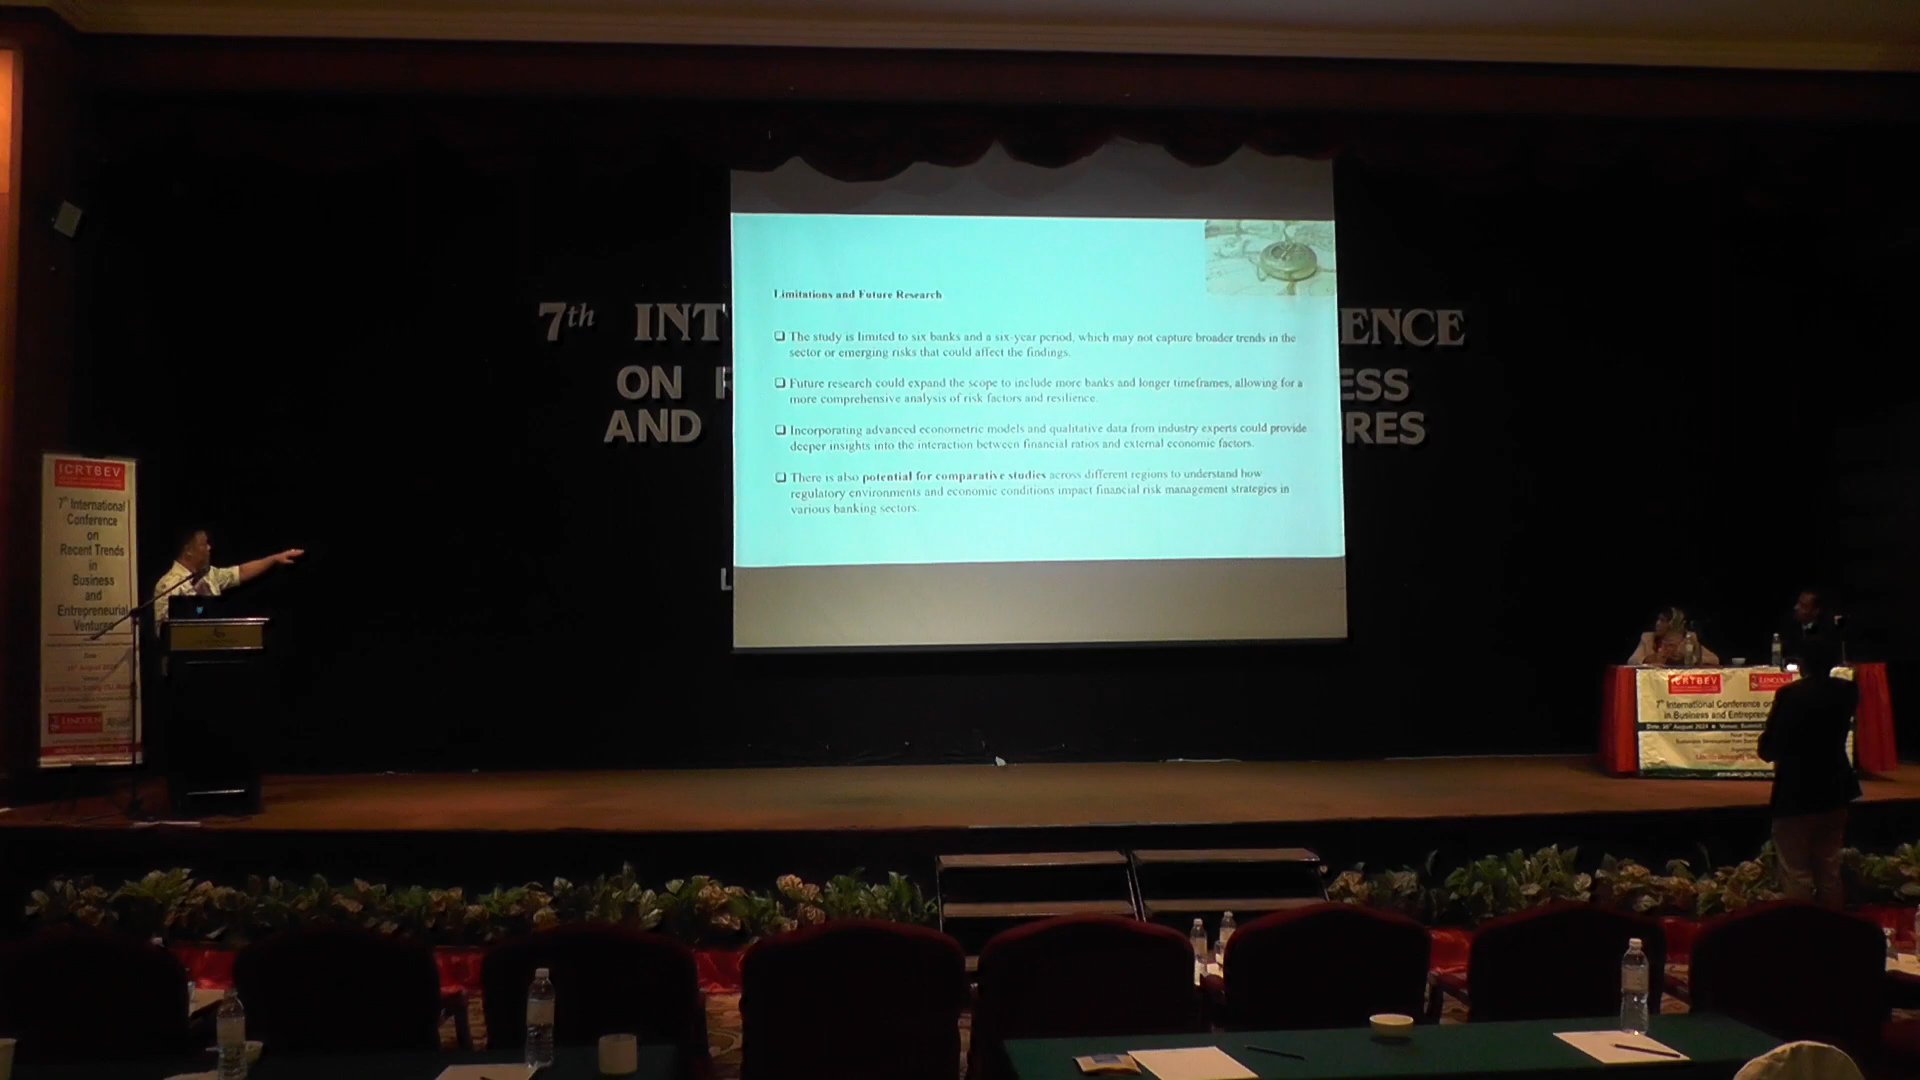 Limitations and Future Research
❑ The study is limited to six banks and a six-year period, which may not capture broader trends in the
sector or emerging risks that could affect the findings.
❑ Future research could expand the scope to include more banks and longer timeframes, allowing for a
more comprehensive analysis of risk factors and resilience.
❑ Incorporating advanced econometric models and qualitative data from industry experts could provide
deeper insights into the interaction between financial ratios and external economic factors.
❑ There is also potential for comparative studies across different regions to understand how
regulatory environments and economic conditions impact financial risk management strategies in
various banking sectors.
7th INT
ENCE
ON
ESS
AND
RES
L
ICRTBEV
7th International
Conference
on
Recent Trends
in
Business
and
Entrepreneurial
Ventures
LINCOLN
ICRTBEV
LINCOLN
7th International Conference on
in Business and Entrepren